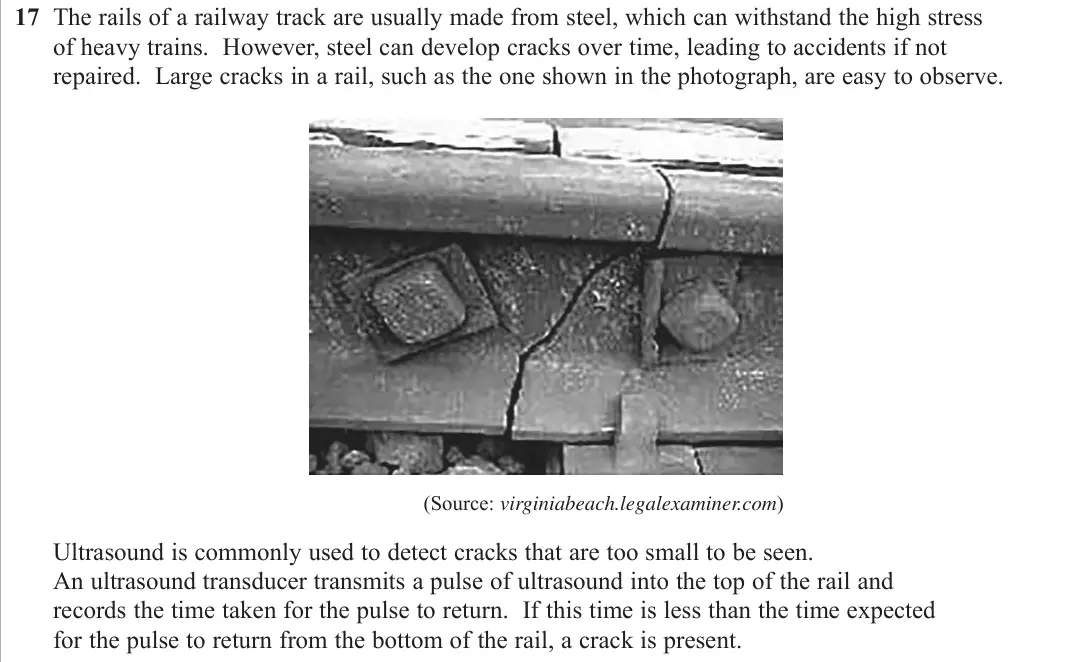 17 The rails of a railway track are usually made from steel, which can withstand the high stress
of heavy trains. However, steel can develop cracks over time, leading to accidents if not
repaired. Large cracks in a rail, such as the one shown in the photograph, are easy to observe.
(Source: virginiabeach.legalexaminer.com)
Ultrasound is commonly used to detect cracks that are too small to be seen.
An ultrasound transducer transmits a pulse of ultrasound into the top of the rail and
records the time taken for the pulse to return. If this time is less than the time expected
for the pulse to return from the bottom of the rail, a crack is present.